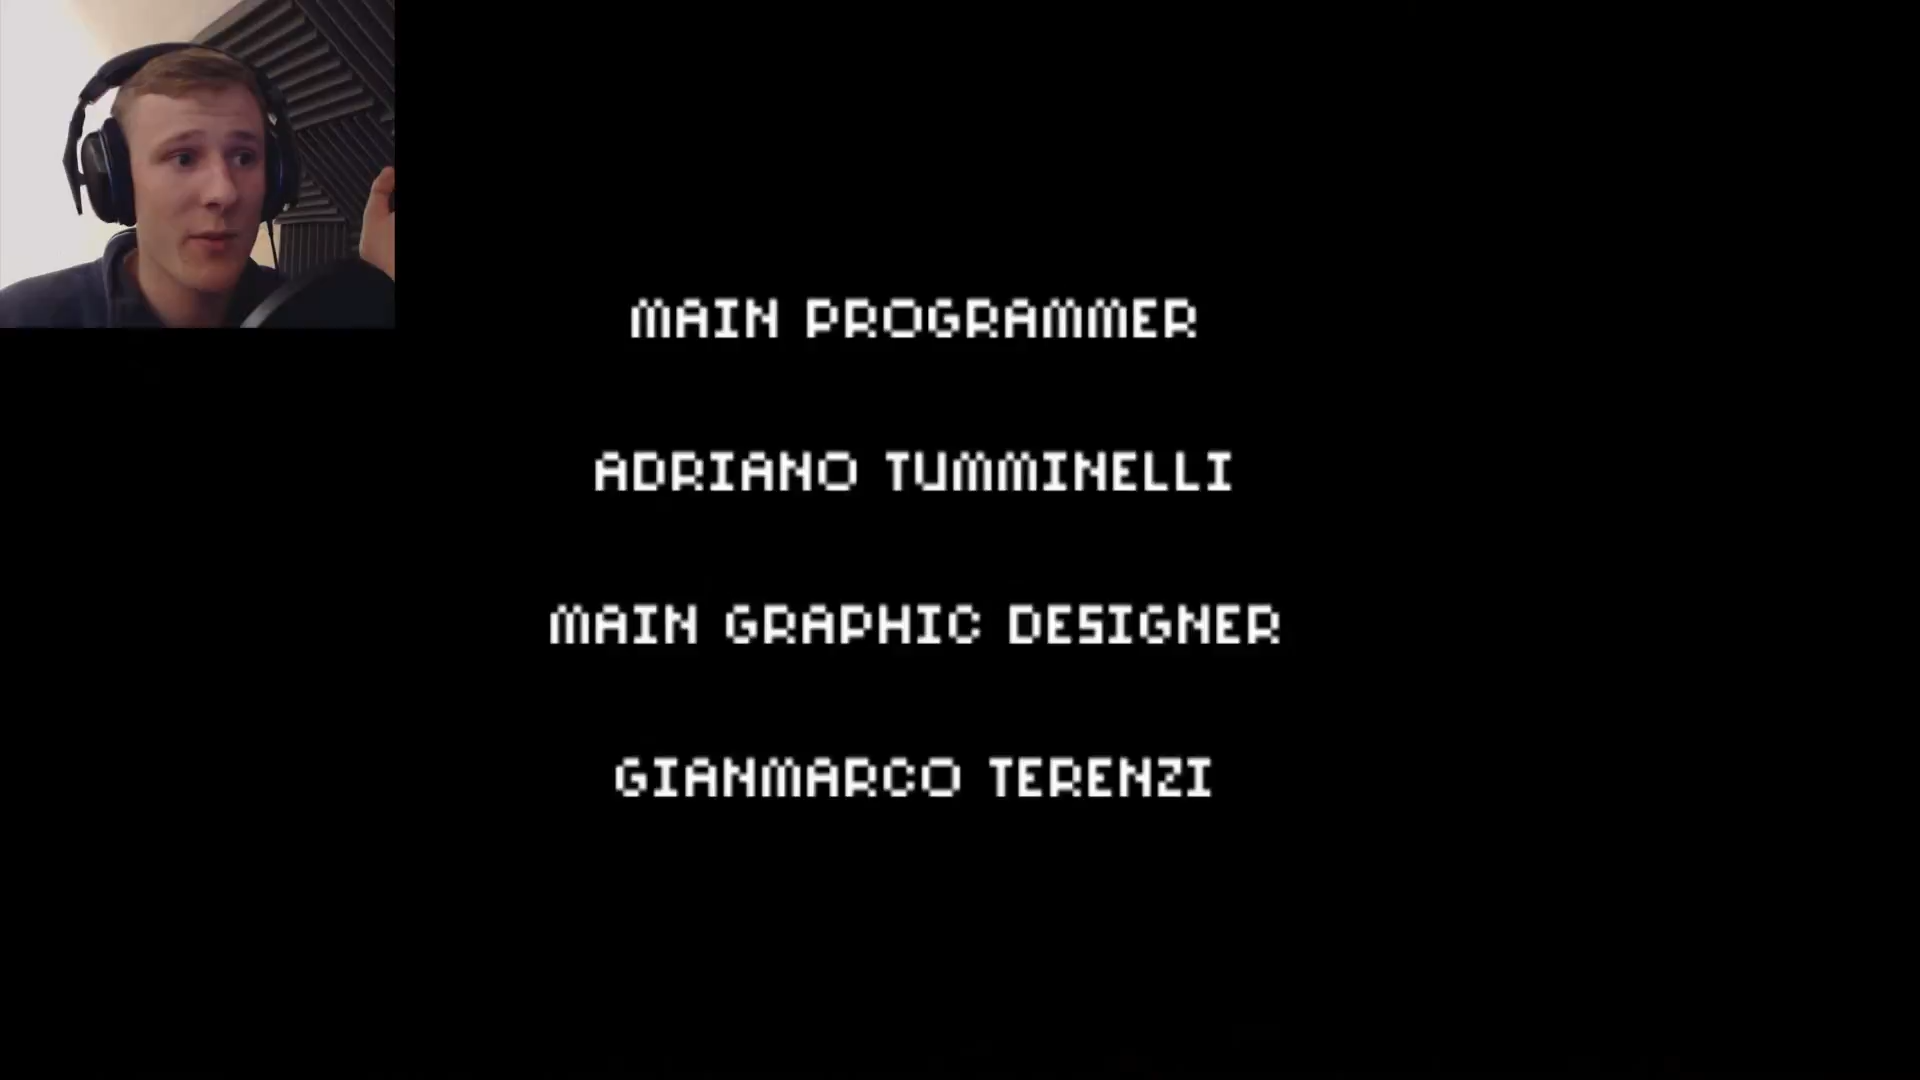 MAIN PROGRAMMER
ADRIANO TUMMINELLI
MAIN GRAPHIC DESIGNER
GIANMARCO TERENZI